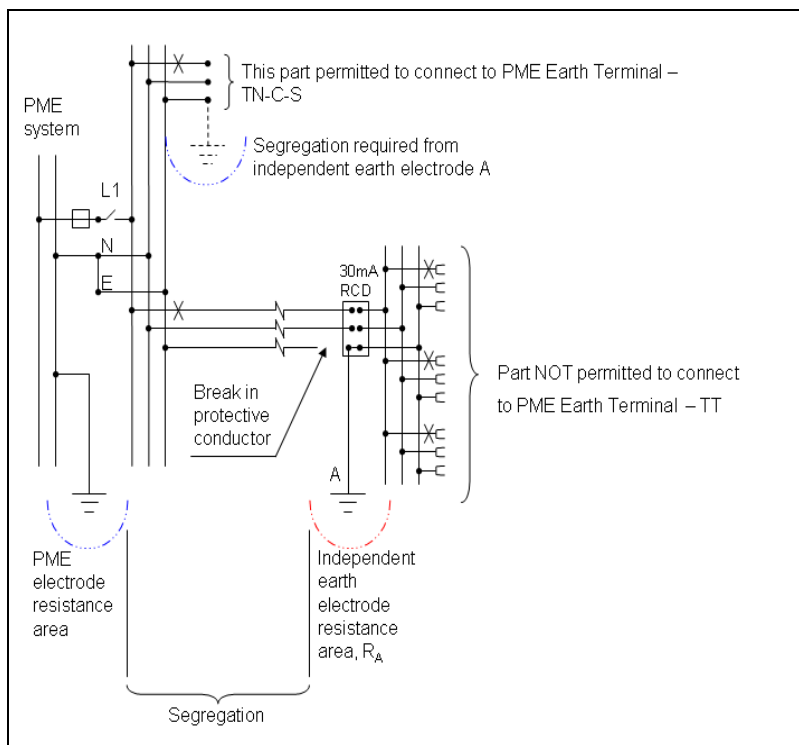 This part permitted to connect to PME Earth Terminal –
TN-C-S
PME
system
Segregation required from
independent earth electrode A
L1
N
E
30mA
RCD
Break in
protective
conductor
Part NOT permitted to connect
to PME Earth Terminal – TT
A
PME
electrode
resistance
area
Independent
earth
electrode
resistance
area, RA
Segregation